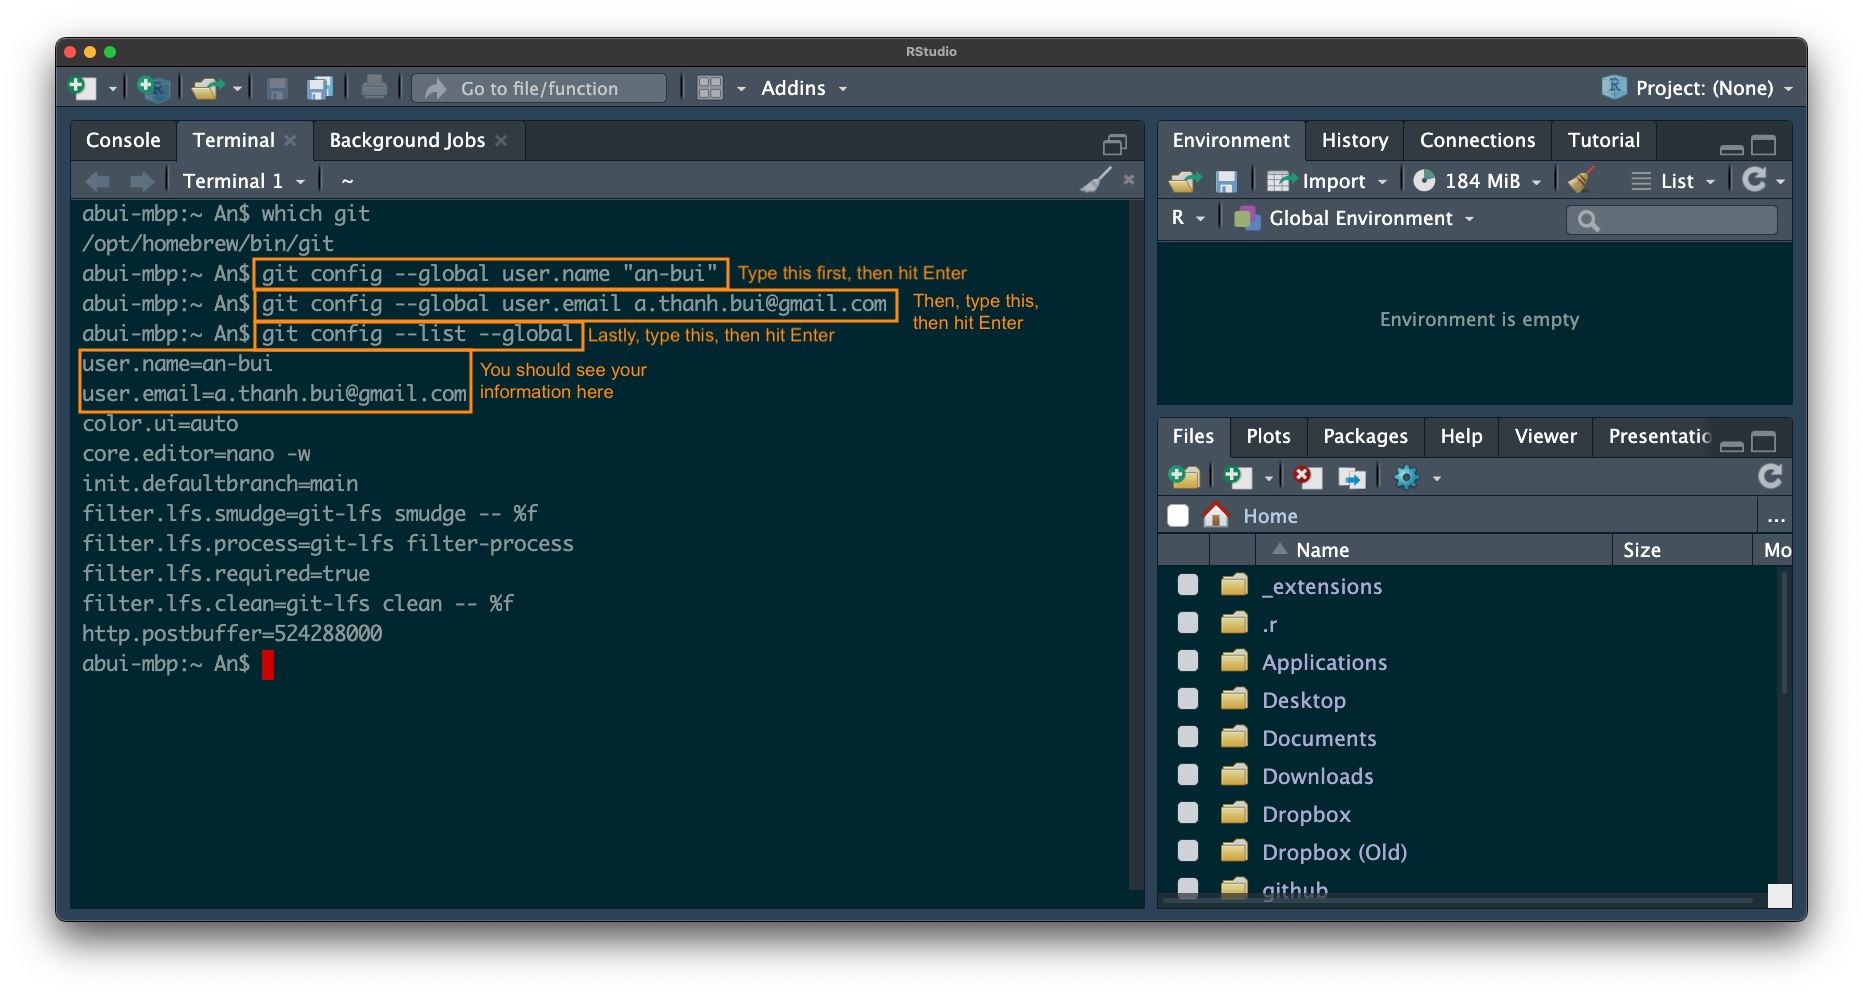 RStudio
Go to file/function
Addins
Project: (None)
Console
Terminal
Background Jobs
Terminal 1
~
abui-mbp:~ An$ which git
/opt/homebrew/bin/git
abui-mbp:~ An$ git config --global user.name "an-bui"
Type this first, then hit Enter
abui-mbp:~ An$ git config --global user.email a.thanh.bui@gmail.com
Then, type this,
then hit Enter
abui-mbp:~ An$ git config --list --global
Lastly, type this, then hit Enter
user.name=an-bui
user.email=a.thanh.bui@gmail.com
You should see your
information here
color.ui=auto
core.editor=nano -w
init.defaultbranch=main
filter.lfs.smudge=git-lfs smudge -- %f
filter.lfs.process=git-lfs filter-process
filter.lfs.required=true
filter.lfs.clean=git-lfs clean -- %f
http.postbuffer=524288000
abui-mbp:~ An$
Environment
History
Connections
Tutorial
Import
184 MiB
List
R
Global Environment
Environment is empty
Files
Plots
Packages
Help
Viewer
Presentatio
Home
...
Name
Size
Mo
_extensions
.r
Applications
Desktop
Documents
Downloads
Dropbox
Dropbox (Old)
github